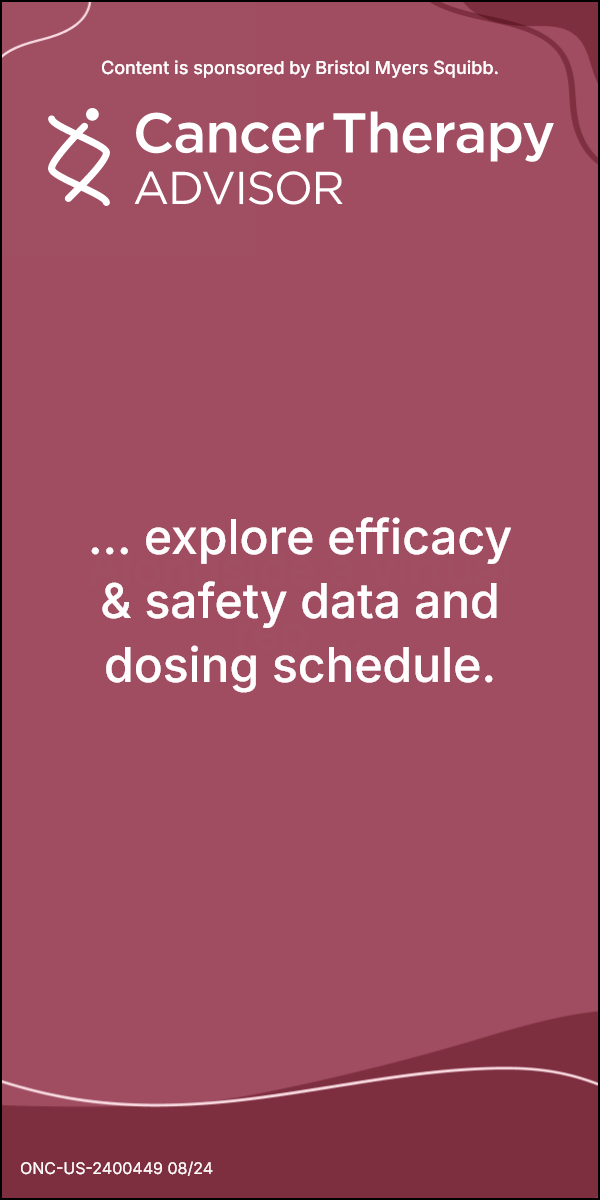 Content is sponsored by Bristol Myers Squibb.
Cancer Therapy
ADVISOR
... explore efficacy
& safety data and
dosing schedule.
ONC-US-2400449 08/24